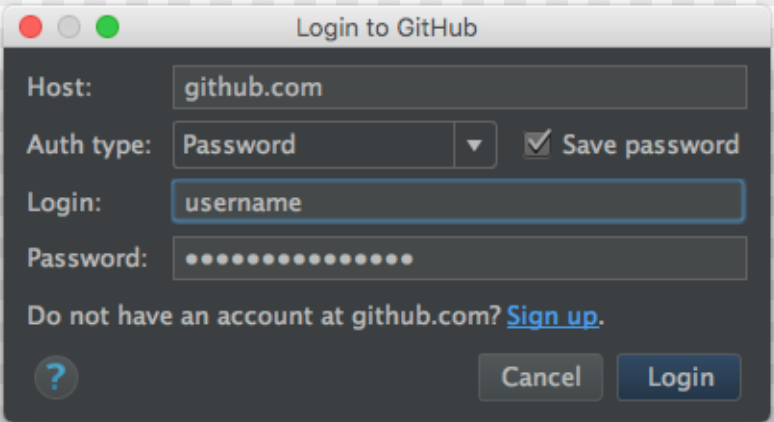 Login to GitHub
Host: github.com
Auth type: Password Save password
Login: username
Password: •••••••••••••••
Do not have an account at github.com? Sign up.
? Cancel Login